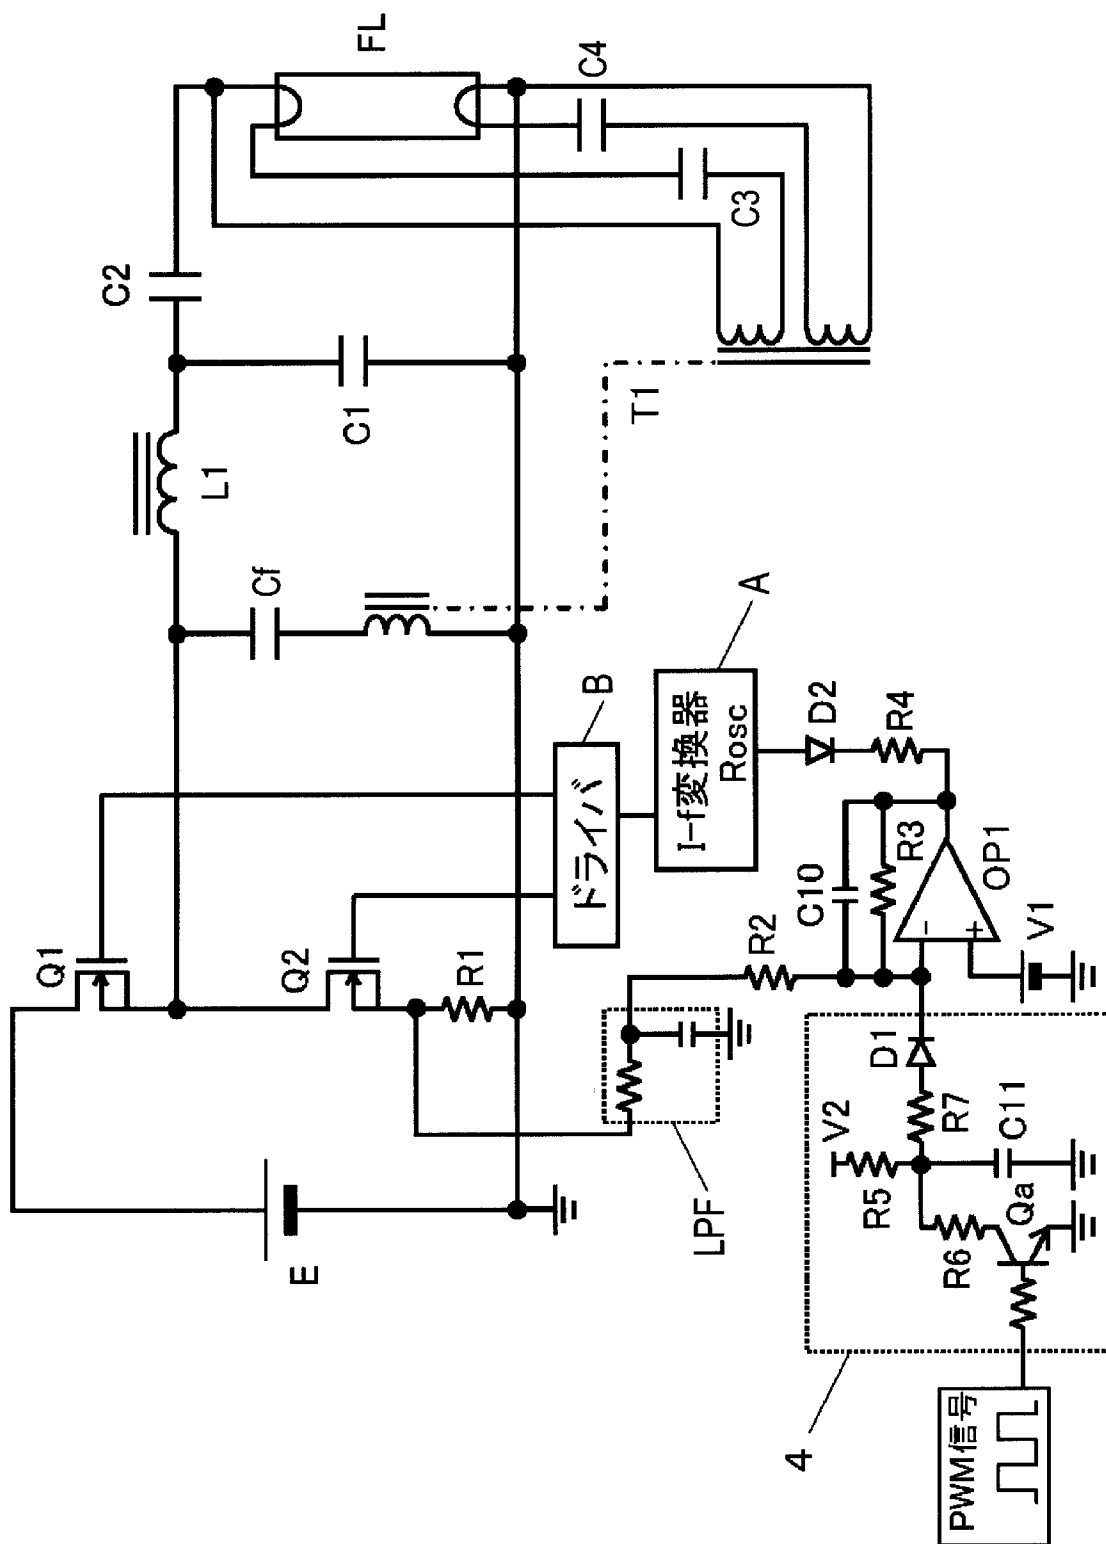 FL
C4
C2
C3
C1
L1
T1
Cf
A
B
I-f変換器
Rosc
D2
R4
ドライバ
R3
C10
OP1
-
+
V1
R2
Q1
Q2
R1
D1
R7
C11
V2
R5
Qa
R6
LPF
E
4
PWM信号